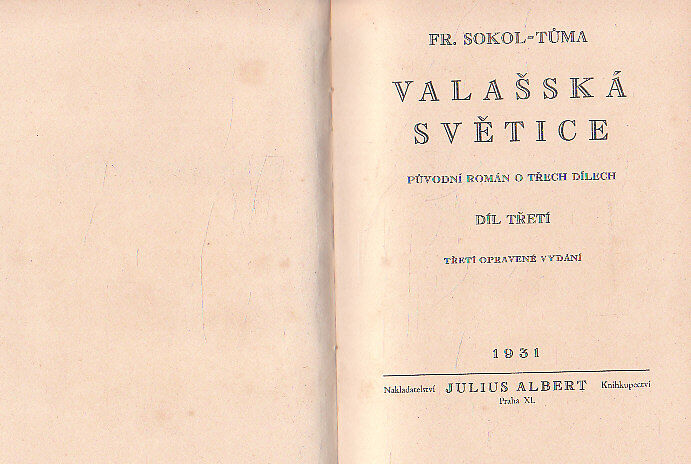 FR. SOKOL-TŮMA
VALAŠSKÁ
SVĚTICE
PŮVODNÍ ROMÁN O TŘECH DÍLECH
DÍL TŘETÍ
TŘETÍ OPRAVENÉ VYDÁNÍ
1931
Nakladatelství JULIUS ALBERT Knihkupectví
Praha XI.